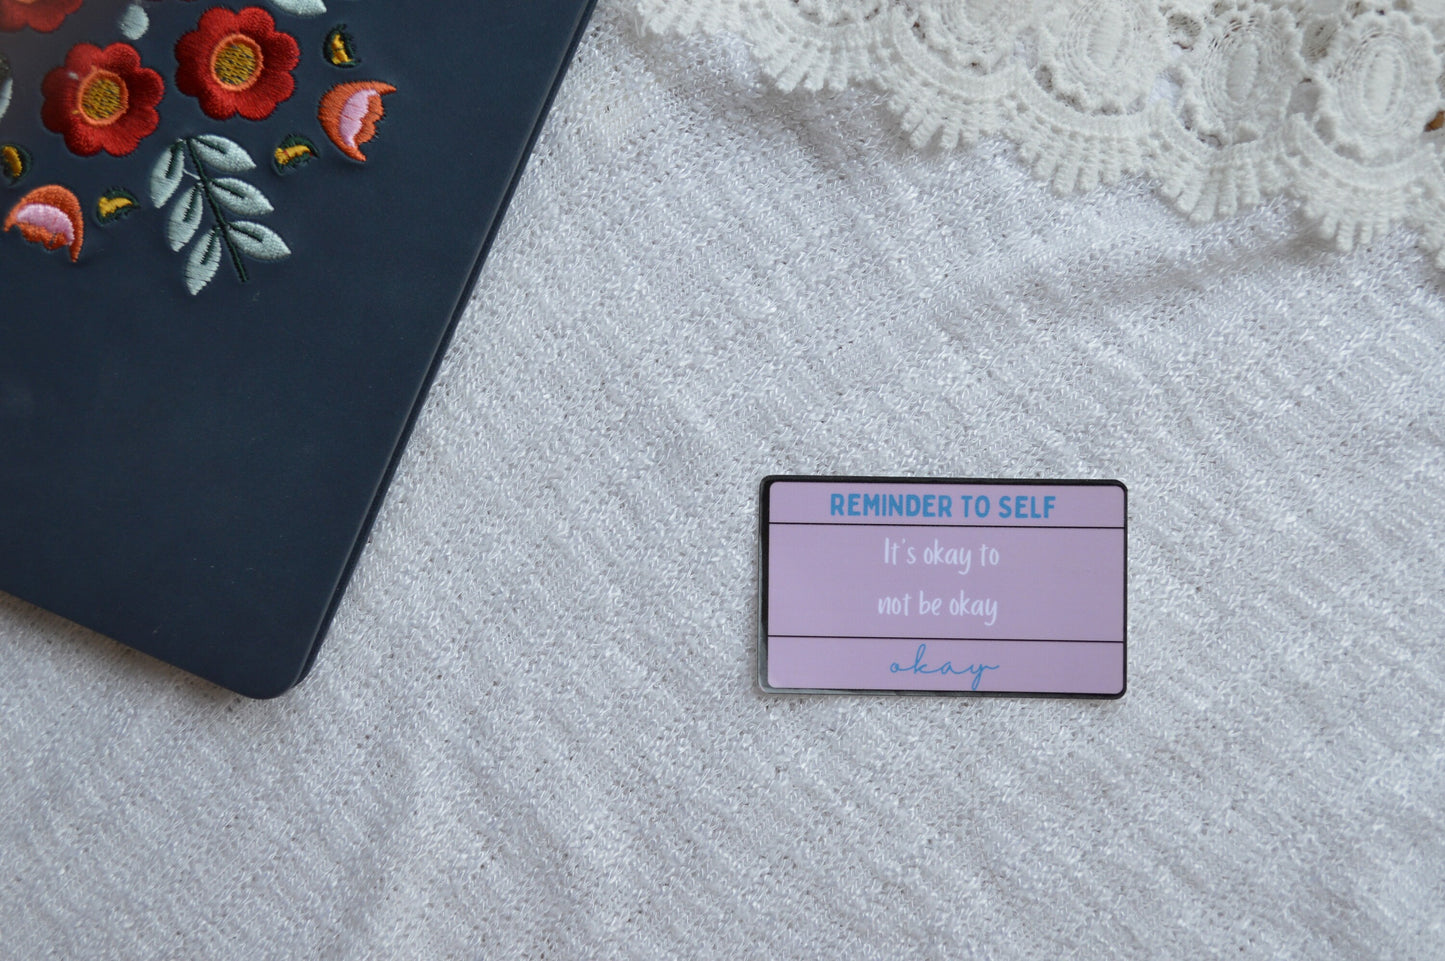 REMINDER TO SELF
It's okay to
not be okay
okay